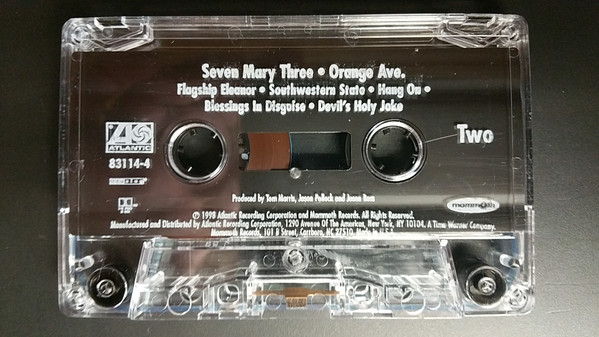 Seven Mary Three • Orange Ave.
Flagship Eleanor • Southwestern State • Hang On •
Blessings In Disguise • Devil's Holy Joke
Two
ATLANTIC
83114-4
Produced by Tom Morris, Jason Pollock and Jason Ross
mammoth
© 1998 Atlantic Recording Corporation and Mammoth Records. All Rights Reserved.
Manufactured and Distributed by Atlantic Recording Corporation, 1290 Avenue Of The Americas, New York, NY 10104. A Time Warner Company.
Mammoth Records, 101 B Street, Carrboro, NC 27510. Made in U.S.A.